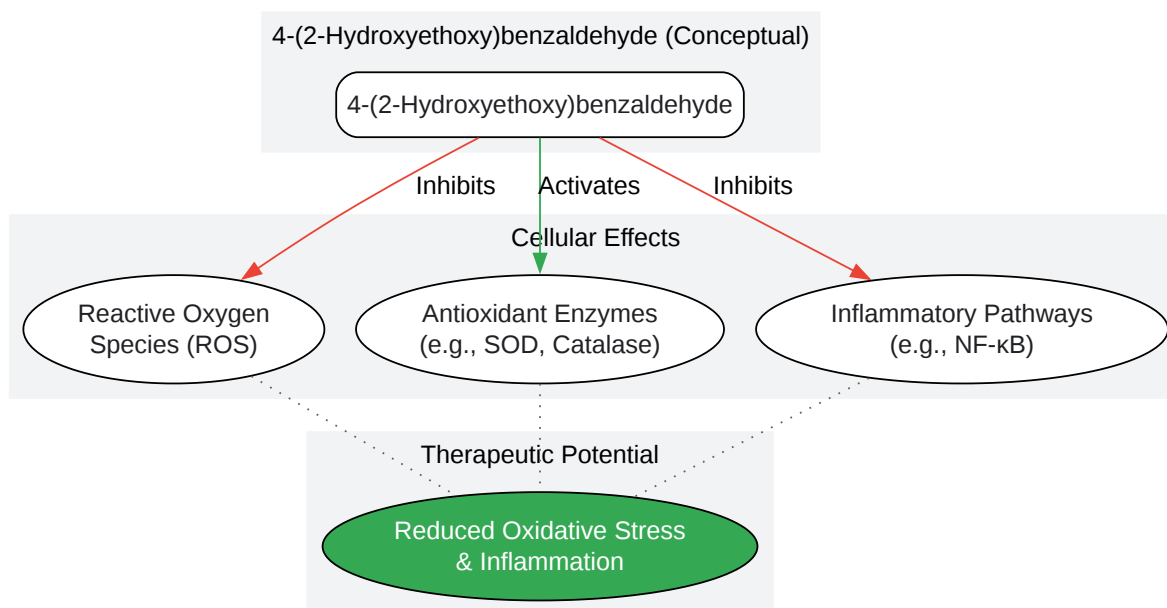 4-(2-Hydroxyethoxy)benzaldehyde (Conceptual)
4-(2-Hydroxyethoxy)benzaldehyde
Inhibits
Activates
Inhibits
Cellular Effects
Reactive Oxygen
Species (ROS)
Antioxidant Enzymes
(e.g., SOD, Catalase)
Inflammatory Pathways
(e.g., NF-κB)
Therapeutic Potential
Reduced Oxidative Stress
& Inflammation